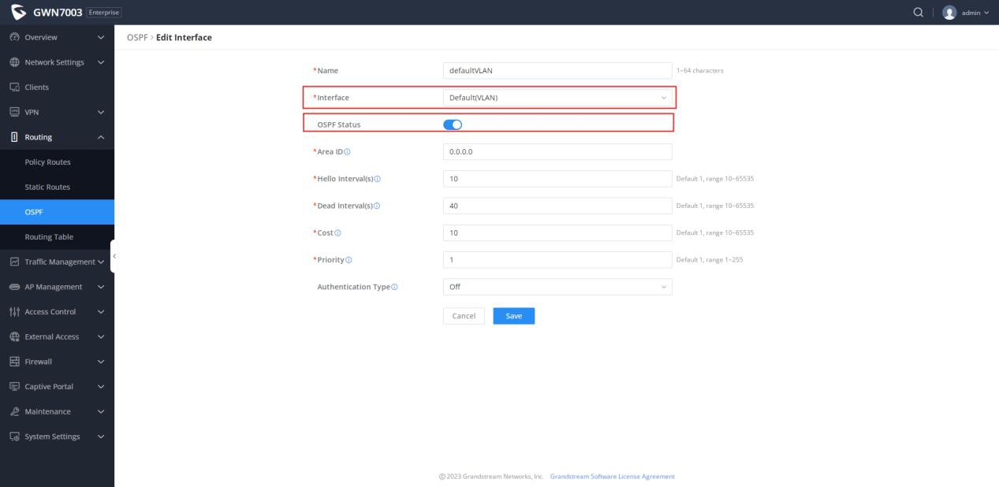 GWN7003 Enterprise
admin
Overview
Network Settings
Clients
VPN
Routing
Policy Routes
Static Routes
OSPF
Routing Table
Traffic Management
AP Management
Access Control
External Access
Firewall
Captive Portal
Maintenance
System Settings
OSPF > Edit Interface
*Name defaultVLAN 1~64 characters
*Interface Default(VLAN)
OSPF Status
*Area ID 0.0.0.0
*Hello Interval(s) 10 Default 1, range 10~65535
*Dead Interval(s) 40 Default 1, range 10~65535
*Cost 10 Default 1, range 10~65535
*Priority 1 Default 1, range 1~255
Authentication Type Off
Cancel Save
© 2023 Grandstream Networks, Inc. Grandstream Software License Agreement